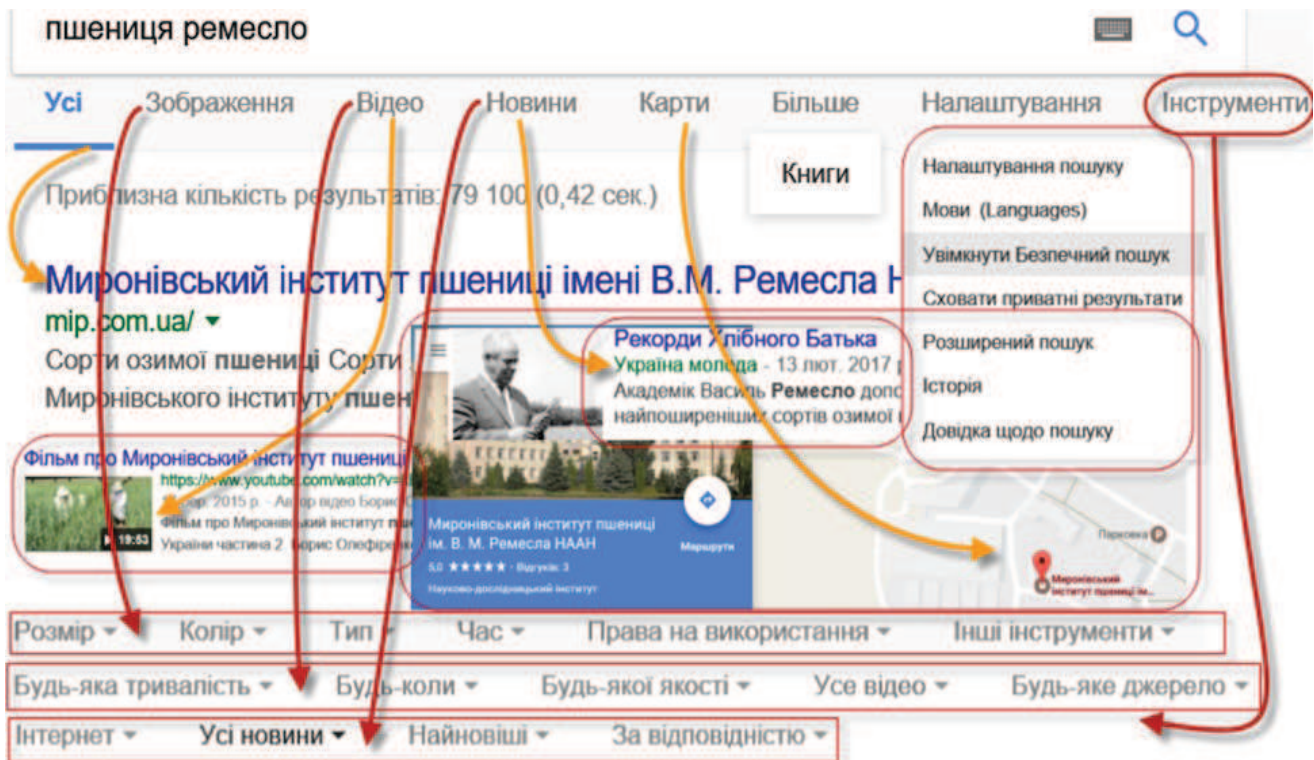 пшениця ремесло
Усі Зображення Відео Новини Карти Більше Налаштування Інструменти
Книги
Налаштування пошуку
Мови (Languages)
Увімкнути Безпечний пошук
Сховати приватні результати
Розширений пошук
Історія
Довідка щодо пошуку
Приблизна кількість результатів: 79 100 (0,42 сек.)
Миронівський інститут пшениці імені В.М. Ремесла Н
mip.com.ua/
Сорти озимої пшениці Сорти
Миронівського інституту пшен
Рекорди Хлібного Батька
Україна молода - 13 лют. 2017 р
Академік Василь Ремесло допо
найпоширеніших сортів озимої
Фільм про Миронівський інститут пшениці
https://www.youtube.com/watch?v=
2015 р. - Автор відео Борис
Фільм про Миронівський інститут пше
України частина 2. Борис Олефіренко
19:53
Миронівський інститут пшениці
ім. В. М. Ремесла НААН
5,0 ★★★★★ · Відгуків: 3
Науково-дослідницький інститут
Маршрути
Парковка P
Миронівський
інститут пшениці ім...
Розмір Колір Тип Час Права на використання Інші інструменти
Будь-яка тривалість Будь-коли Будь-якої якості Усе відео Будь-яке джерело
Інтернет Усі новини Найновіші За відповідністю